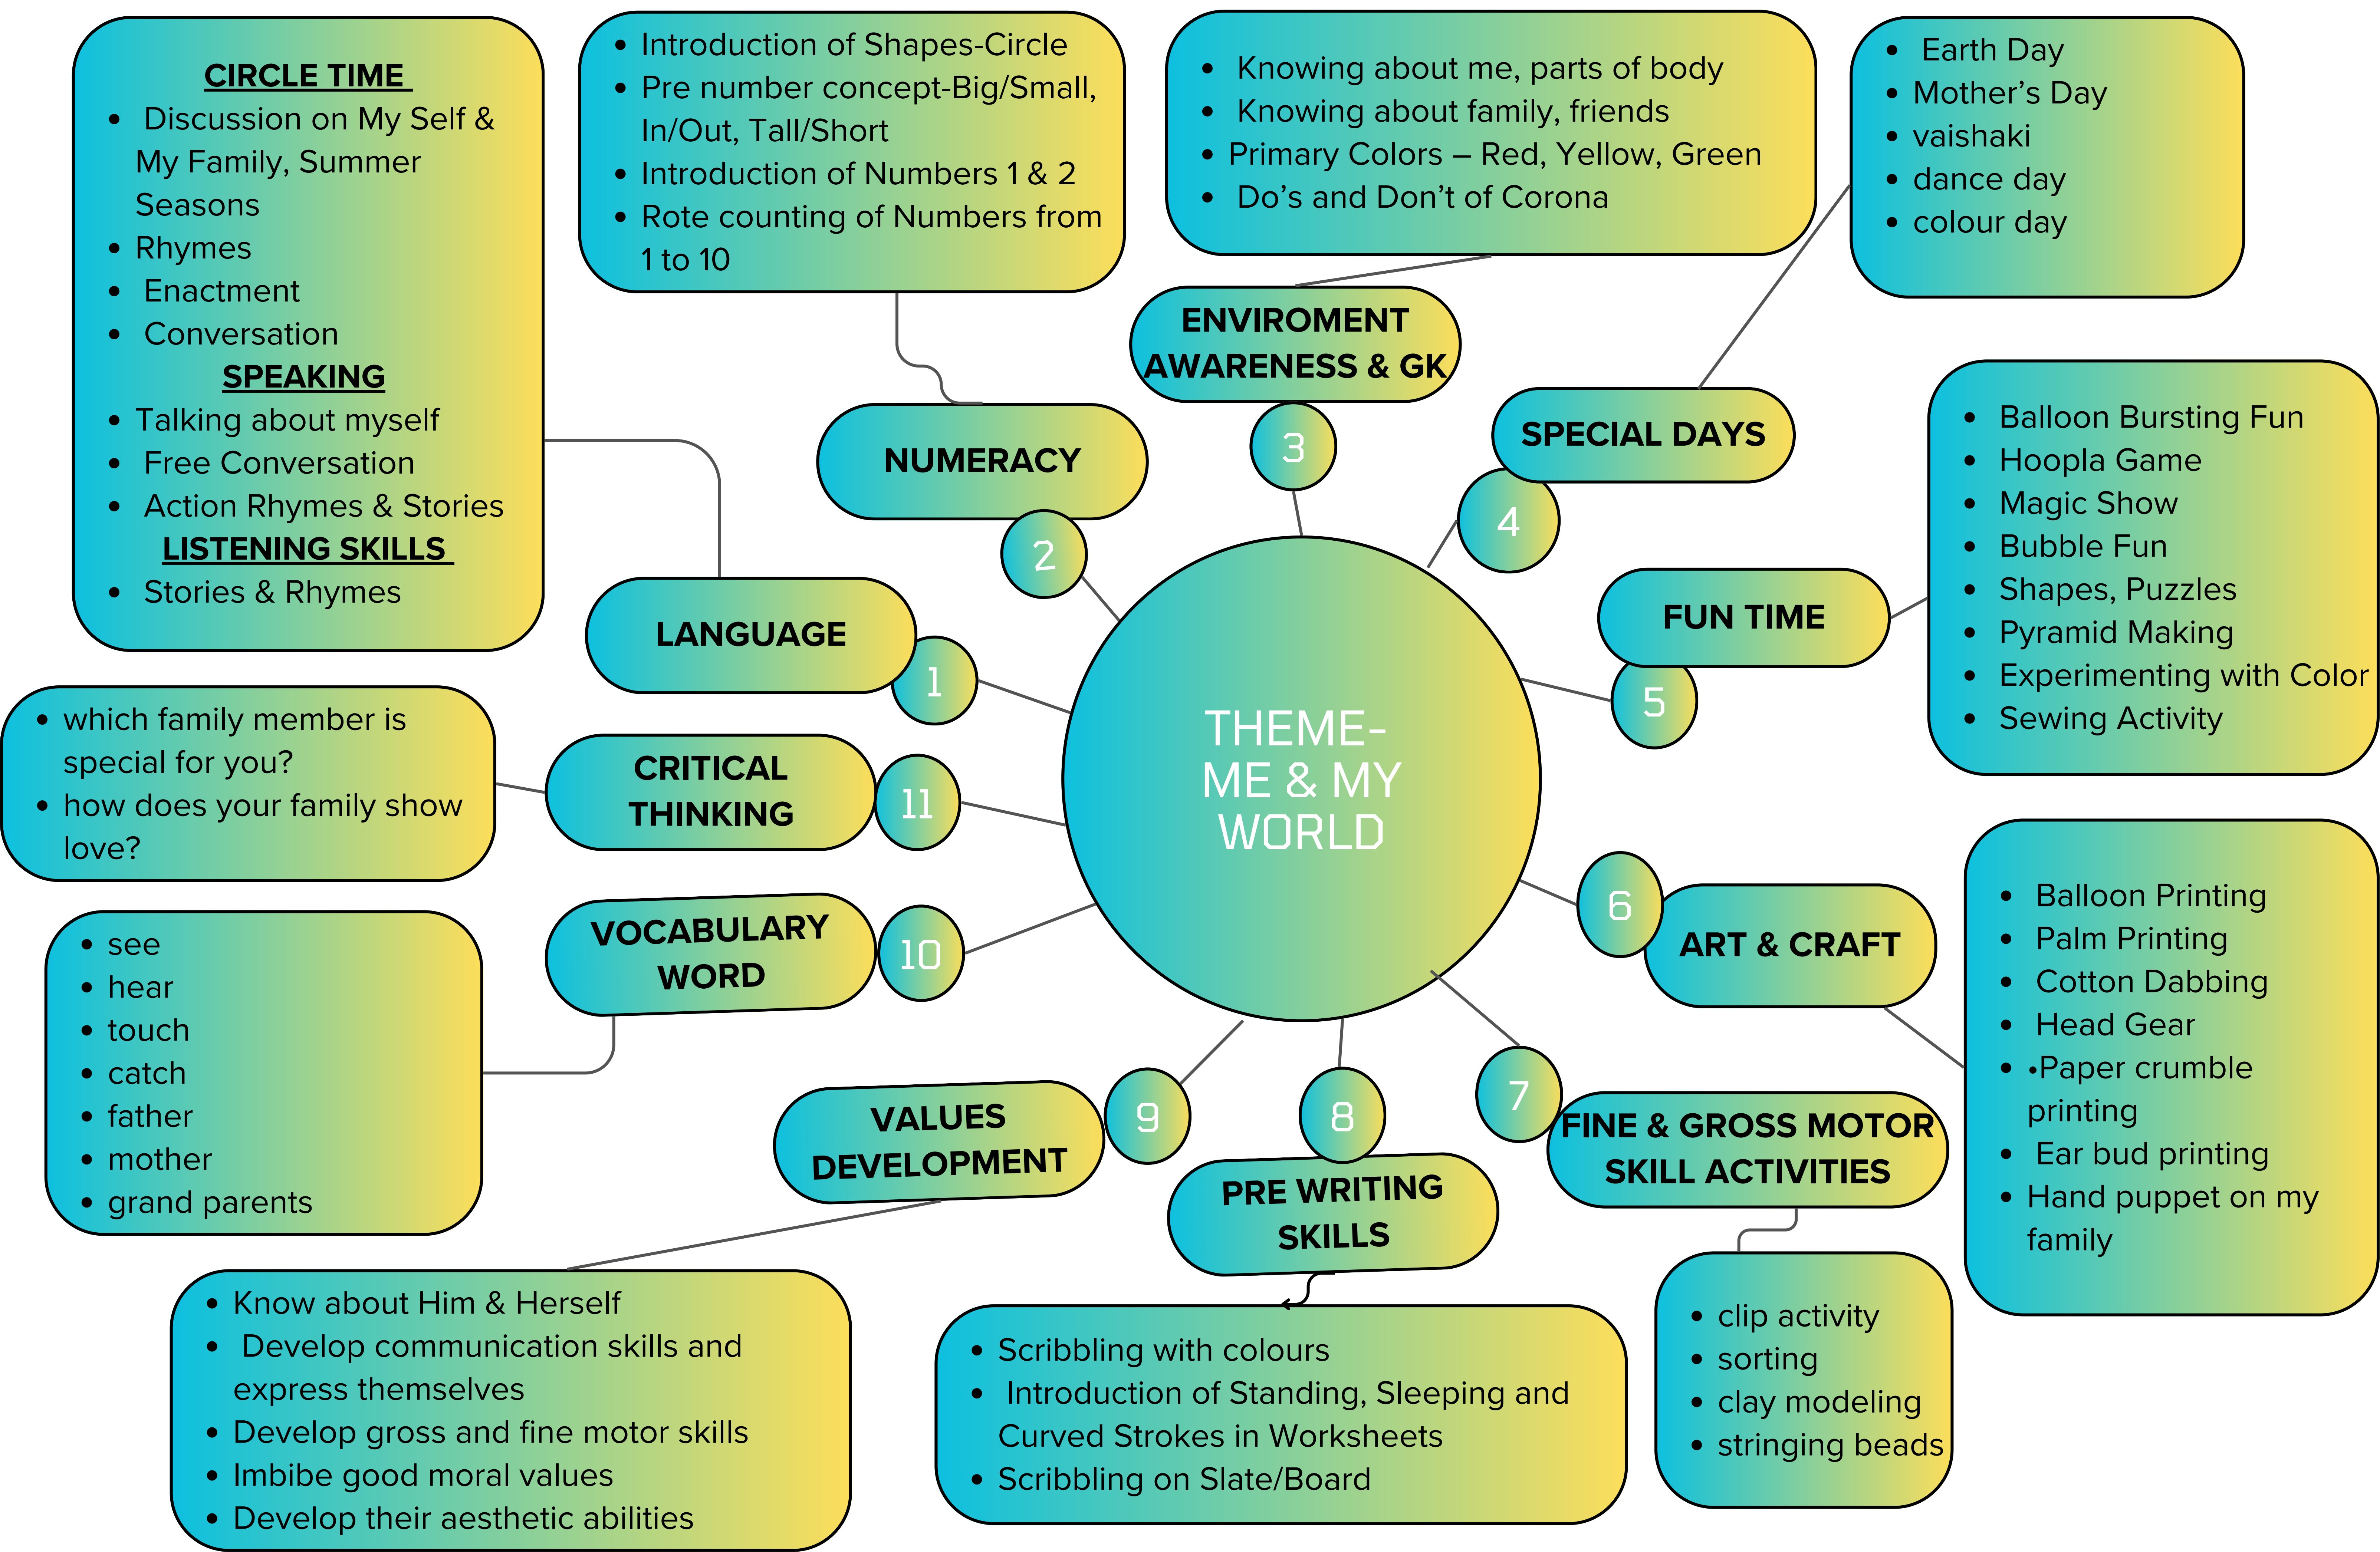 THEME-
ME & MY
WORLD
1
LANGUAGE
CIRCLE TIME
• Discussion on My Self &
My Family, Summer
Seasons
• Rhymes
• Enactment
• Conversation
SPEAKING
• Talking about myself
• Free Conversation
• Action Rhymes & Stories
LISTENING SKILLS
• Stories & Rhymes
2
NUMERACY
• Introduction of Shapes-Circle
• Pre number concept-Big/Small,
In/Out, Tall/Short
• Introduction of Numbers 1 & 2
• Rote counting of Numbers from
1 to 10
3
ENVIROMENT
AWARENESS & GK
• Knowing about me, parts of body
• Knowing about family, friends
• Primary Colors – Red, Yellow, Green
• Do's and Don't of Corona
4
SPECIAL DAYS
• Earth Day
• Mother's Day
• vaishaki
• dance day
• colour day
5
FUN TIME
• Balloon Bursting Fun
• Hoopla Game
• Magic Show
• Bubble Fun
• Shapes, Puzzles
• Pyramid Making
• Experimenting with Color
• Sewing Activity
6
ART & CRAFT
• Balloon Printing
• Palm Printing
• Cotton Dabbing
• Head Gear
• •Paper crumble
printing
• Ear bud printing
• Hand puppet on my
family
7
FINE & GROSS MOTOR
SKILL ACTIVITIES
• clip activity
• sorting
• clay modeling
• stringing beads
8
PRE WRITING
SKILLS
• Scribbling with colours
• Introduction of Standing, Sleeping and
Curved Strokes in Worksheets
• Scribbling on Slate/Board
9
VALUES
DEVELOPMENT
• Know about Him & Herself
• Develop communication skills and
express themselves
• Develop gross and fine motor skills
• Imbibe good moral values
• Develop their aesthetic abilities
10
VOCABULARY
WORD
• see
• hear
• touch
• catch
• father
• mother
• grand parents
11
CRITICAL
THINKING
• which family member is
special for you?
• how does your family show
love?